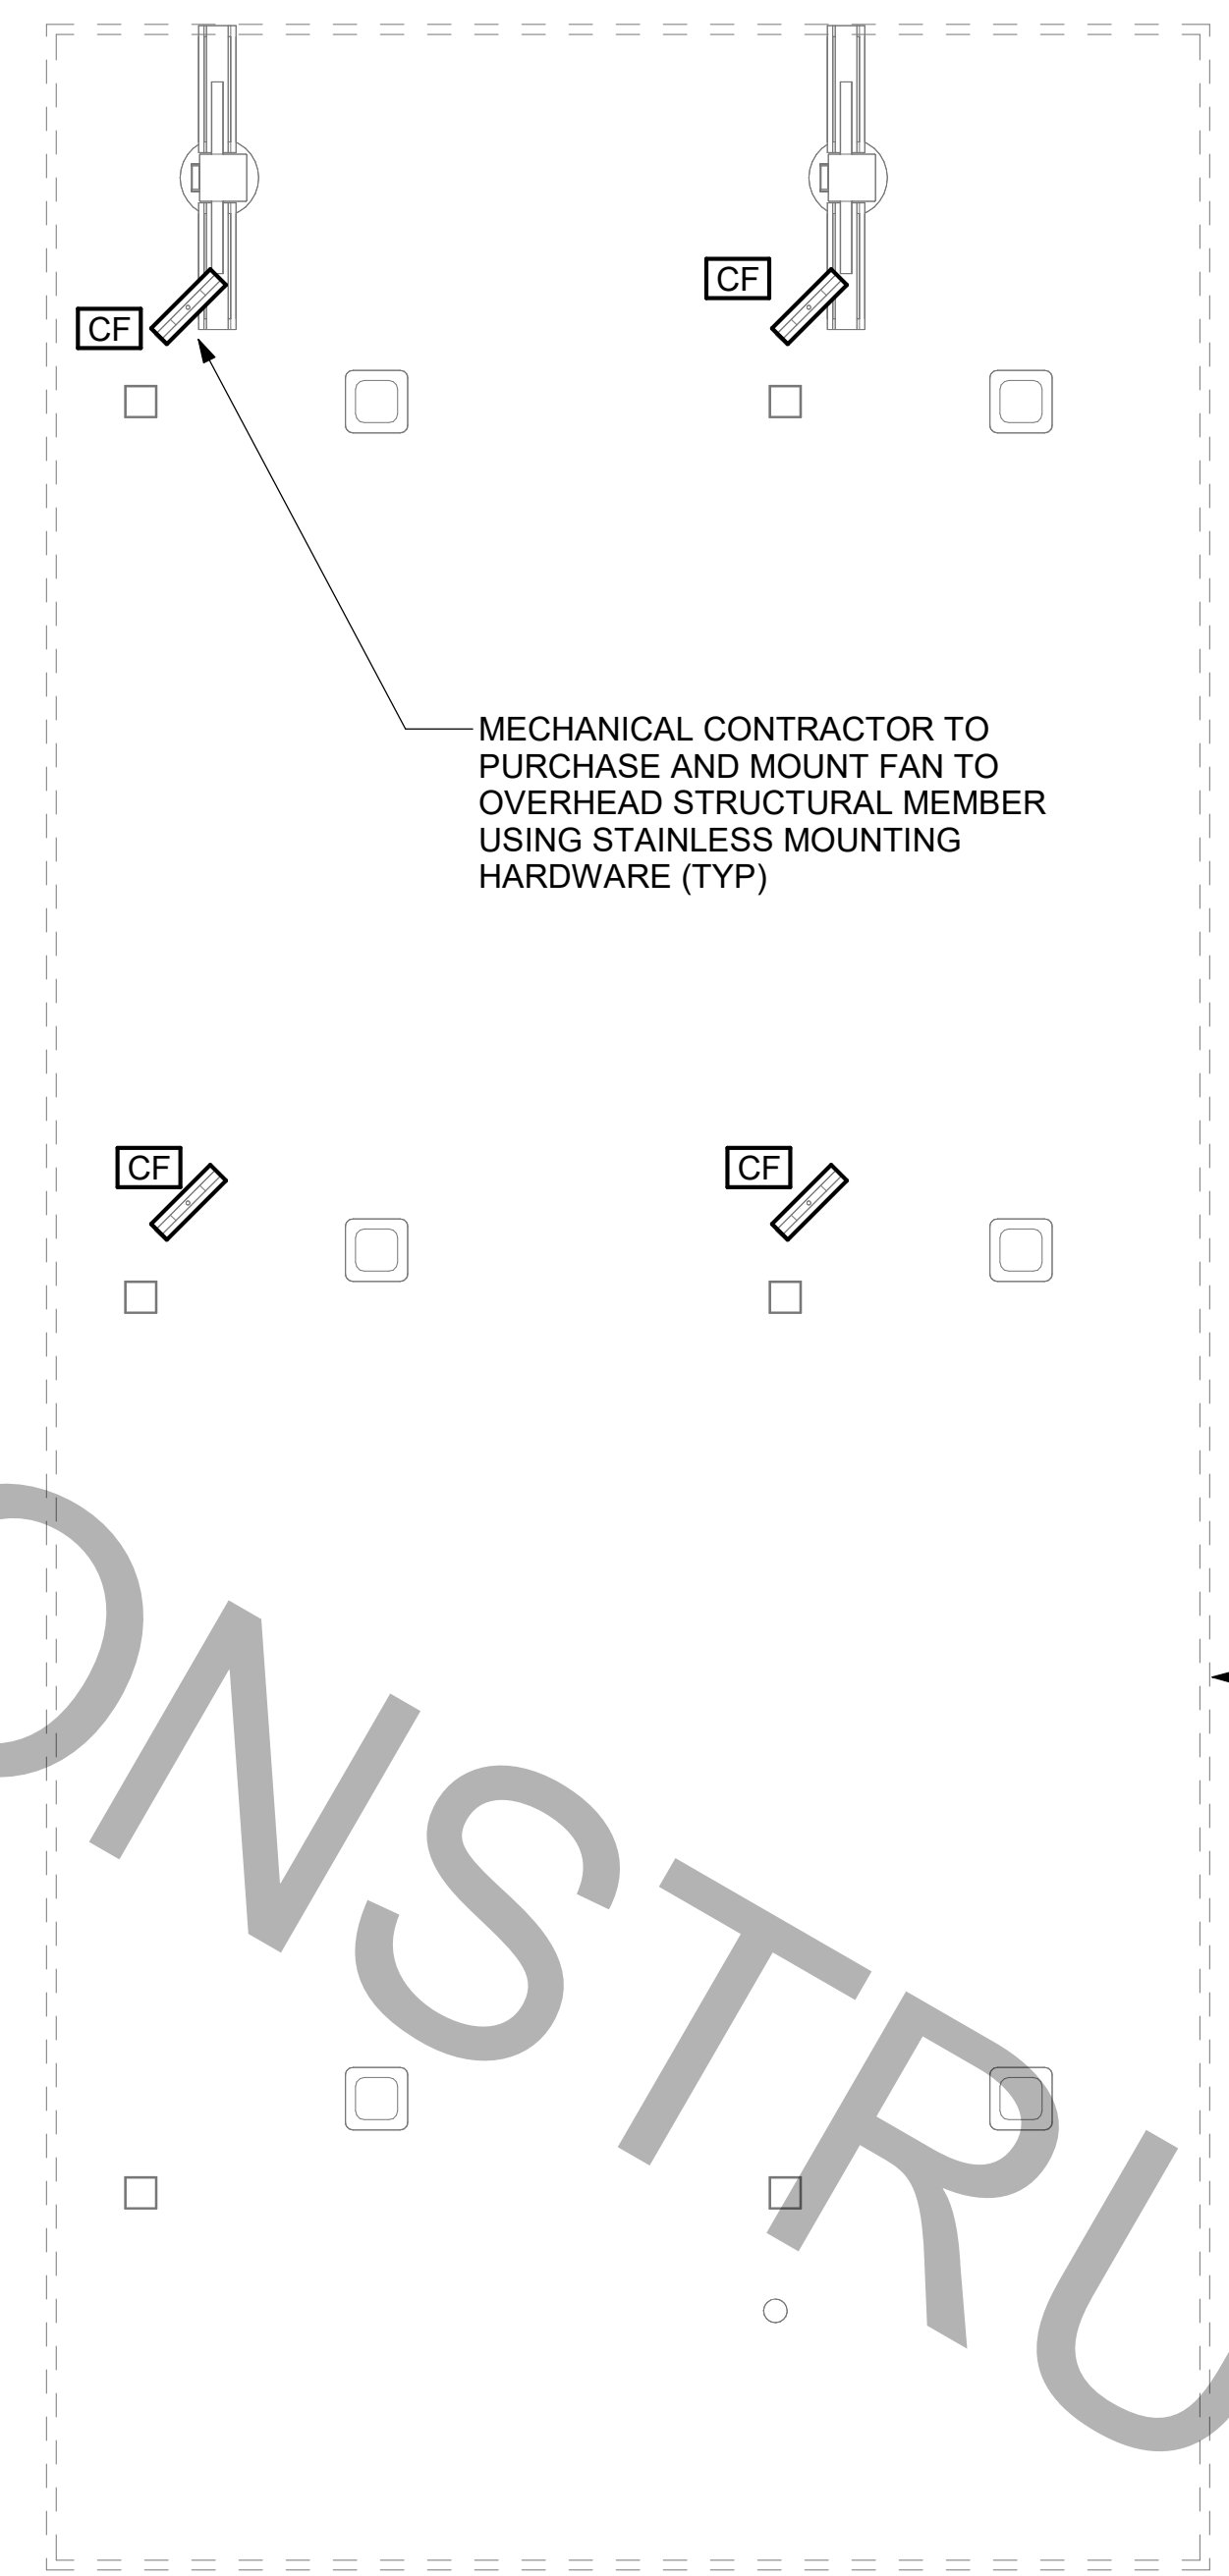 CF
CF
MECHANICAL CONTRACTOR TO
PURCHASE AND MOUNT FAN TO
OVERHEAD STRUCTURAL MEMBER
USING STAINLESS MOUNTING
HARDWARE (TYP)
CF
CF
ONSTRU